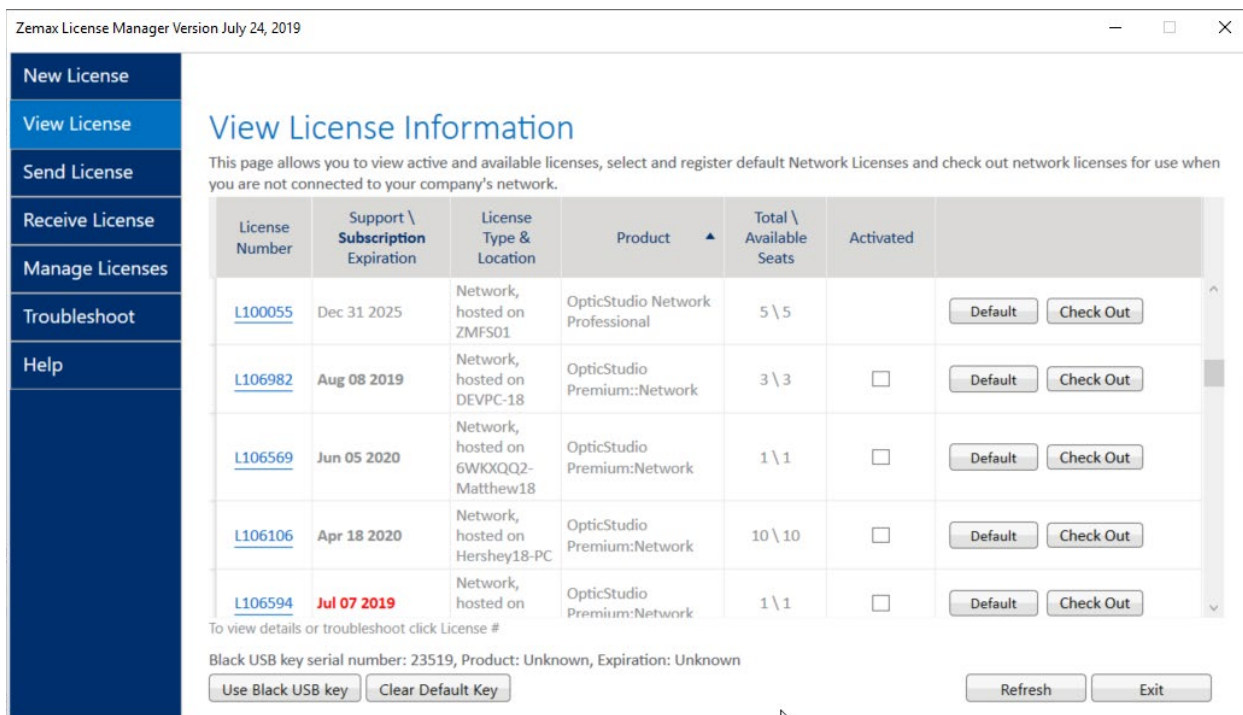 Zemax License Manager Version July 24, 2019
New License
View License
Send License
Receive License
Manage Licenses
Troubleshoot
Help
View License Information
This page allows you to view active and available licenses, select and register default Network Licenses and check out network licenses for use when
you are not connected to your company's network.
License Number
Support \ Subscription Expiration
License Type & Location
Product
Total \ Available Seats
Activated
L100055
Dec 31 2025
Network,
hosted on
ZMFS01
OpticStudio Network
Professional
5 \ 5
Default
Check Out
L106982
Aug 08 2019
Network,
hosted on
DEVPC-18
OpticStudio
Premium::Network
3 \ 3
Default
Check Out
L106569
Jun 05 2020
Network,
hosted on
6WKXQQ2-
Matthew18
OpticStudio
Premium:Network
1 \ 1
Default
Check Out
L106106
Apr 18 2020
Network,
hosted on
Hershey18-PC
OpticStudio
Premium:Network
10 \ 10
Default
Check Out
L106594
Jul 07 2019
Network,
hosted on
OpticStudio
Premium:Network
1 \ 1
Default
Check Out
To view details or troubleshoot click License #
Black USB key serial number: 23519, Product: Unknown, Expiration: Unknown
Use Black USB key
Clear Default Key
Refresh
Exit